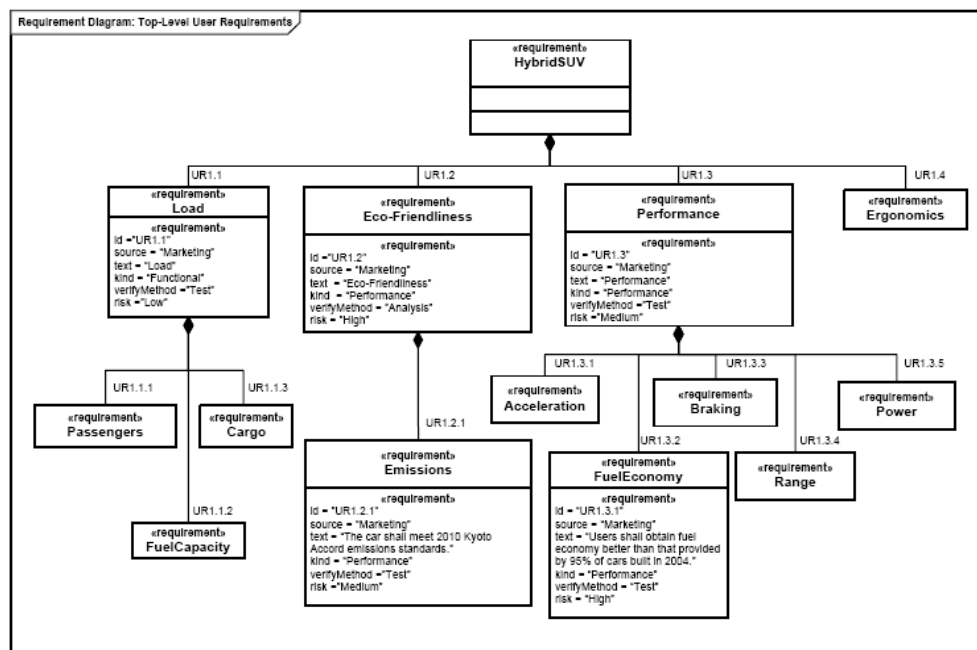 Requirement Diagram: Top-Level User Requirements
«requirement»
HybridSUV
UR1.1
UR1.2
UR1.3
UR1.4
«requirement»
Load
«requirement»
id ="UR1.1"
source = "Marketing"
text = "Load"
kind = "Functional"
verifyMethod ="Test"
risk ="Low"
«requirement»
Eco-Friendliness
«requirement»
id ="UR1.2"
source = "Marketing"
text = "Eco-Friendliness"
kind = "Performance"
verifyMethod = "Analysis"
risk = "High"
«requirement»
Performance
«requirement»
id = "UR1.3"
source = "Marketing"
text = "Performance"
kind = "Performance"
verifyMethod ="Test"
risk ="Medium"
«requirement»
Ergonomics
UR1.1.1
UR1.1.3
UR1.3.1
UR1.3.3
UR1.3.5
«requirement»
Passengers
«requirement»
Cargo
«requirement»
Acceleration
«requirement»
Braking
«requirement»
Power
UR1.2.1
UR1.3.2
UR1.3.4
«requirement»
Emissions
«requirement»
id = "UR1.2.1"
source = "Marketing"
text = "The car shall meet 2010 Kyoto
Accord emissions standards."
kind = "Performance"
verifyMethod ="Test"
risk ="Medium"
«requirement»
FuelEconomy
«requirement»
id = "UR1.3.1"
source = "Marketing"
text = "Users shall obtain fuel
economy better than that provided
by 95% of cars built in 2004."
kind = "Performance"
verifyMethod ="Test"
risk = "High"
«requirement»
Range
UR1.1.2
«requirement»
FuelCapacity